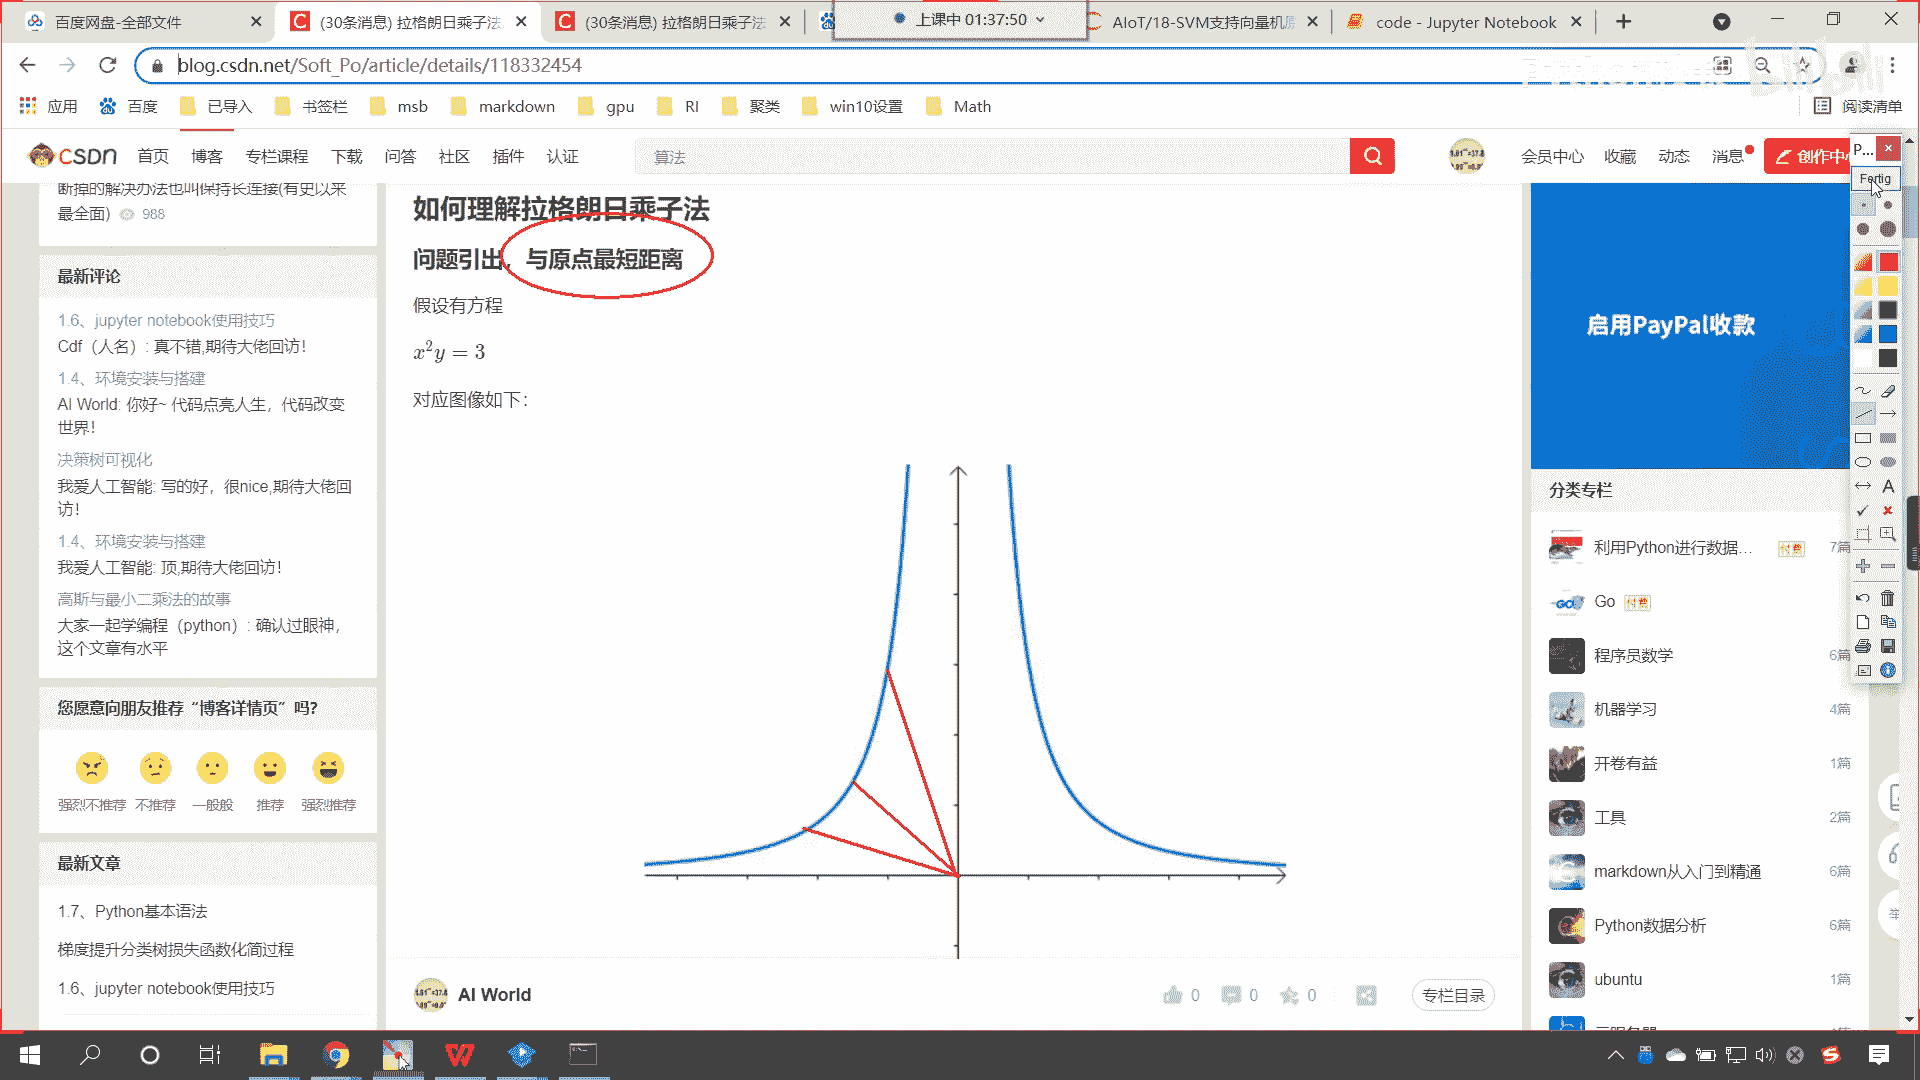 百度网盘-全部文件
(30条消息) 拉格朗日乘子法
(30条消息) 拉格朗日乘子法
上课中 01:37:50
AIoT/18-SVM支持向量机
code - Jupyter Notebook
blog.csdn.net/Soft_Po/article/details/118332454
应用
百度
已导入
书签栏
msb
markdown
gpu
RI
聚类
win10设置
Math
阅读清单
CSDN
首页
博客
专栏课程
下载
问答
社区
插件
认证
算法
会员中心
收藏
动态
消息
创作中
P...
Fertig
断掉的解决办法也叫保持长连接(有史以来
最全面) 988
最新评论
1.6、jupyter notebook使用技巧
Cdf（人名）: 真不错,期待大佬回访！
1.4、环境安装与搭建
AI World: 你好~ 代码点亮人生，代码改变
世界！
决策树可视化
我爱人工智能: 写的好，很nice,期待大佬回
访！
1.4、环境安装与搭建
我爱人工智能: 顶,期待大佬回访！
高斯与最小二乘法的故事
大家一起学编程（python）: 确认过眼神，
这个文章有水平
您愿意向朋友推荐“博客详情页”吗？
强烈不推荐
不推荐
一般般
推荐
强烈推荐
最新文章
1.7、Python基本语法
梯度提升分类树损失函数化简过程
1.6、jupyter notebook使用技巧
如何理解拉格朗日乘子法
问题引出，与原点最短距离
假设有方程
x²y = 3
对应图像如下：
AI World
0
0
0
专栏目录
启用PayPal收款
分类专栏
利用Python进行数据... 付费 7篇
Go 付费
程序员数学 6篇
机器学习 4篇
开卷有益 1篇
工具 2篇
markdown从入门到精通 6篇
Python数据分析 6篇
ubuntu 1篇